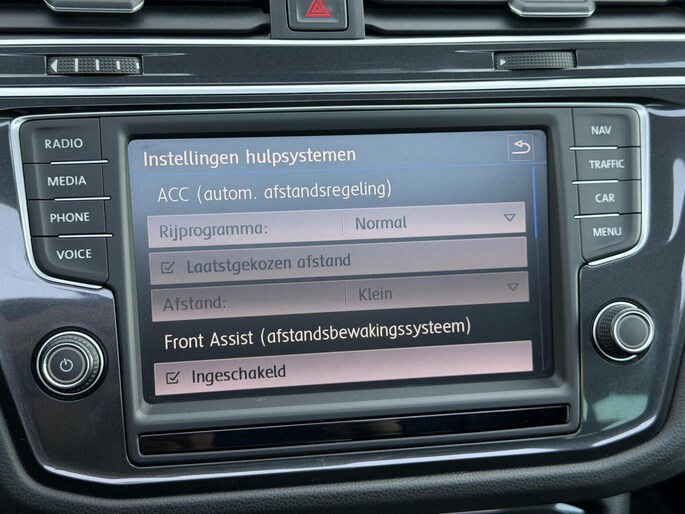 RADIO
MEDIA
PHONE
VOICE
Instellingen hulpsystemen
ACC (autom. afstandsregeling)
Rijprogramma: Normal
Laatstgekozen afstand
Afstand: Klein
Front Assist (afstandsbewakingssysteem)
Ingeschakeld
NAV
TRAFFIC
CAR
MENU